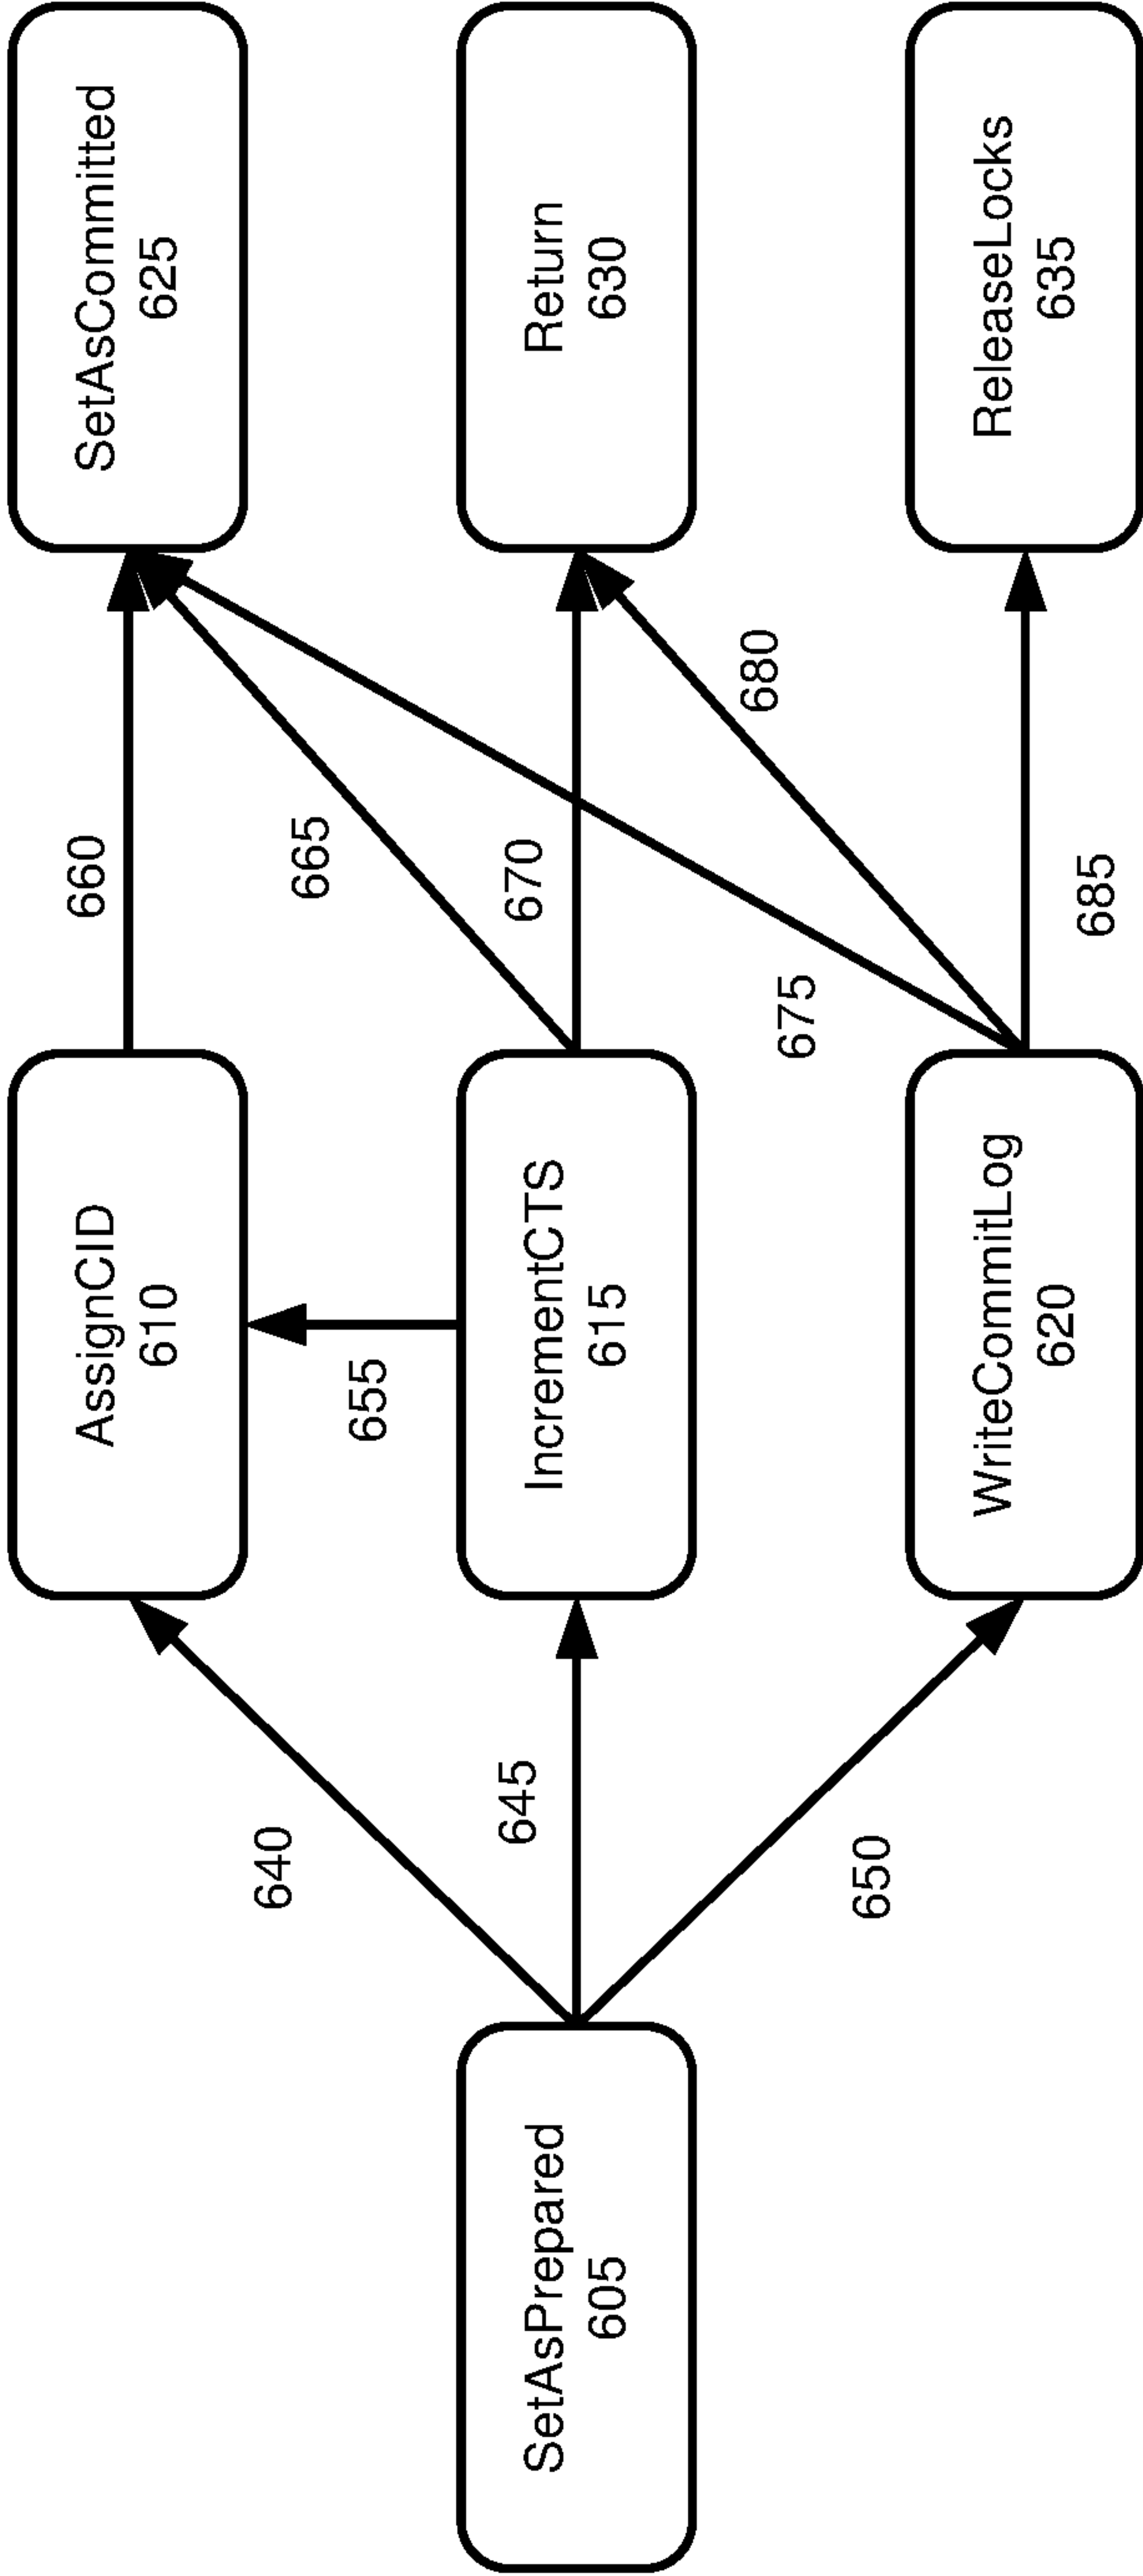 660
AssignCID
610
SetAsCommitted
625
640
665
655
645
670
SetAsPrepared
605
IncrementCTS
615
Return
630
680
675
650
WriteCommitLog
620
ReleaseLocks
635
685